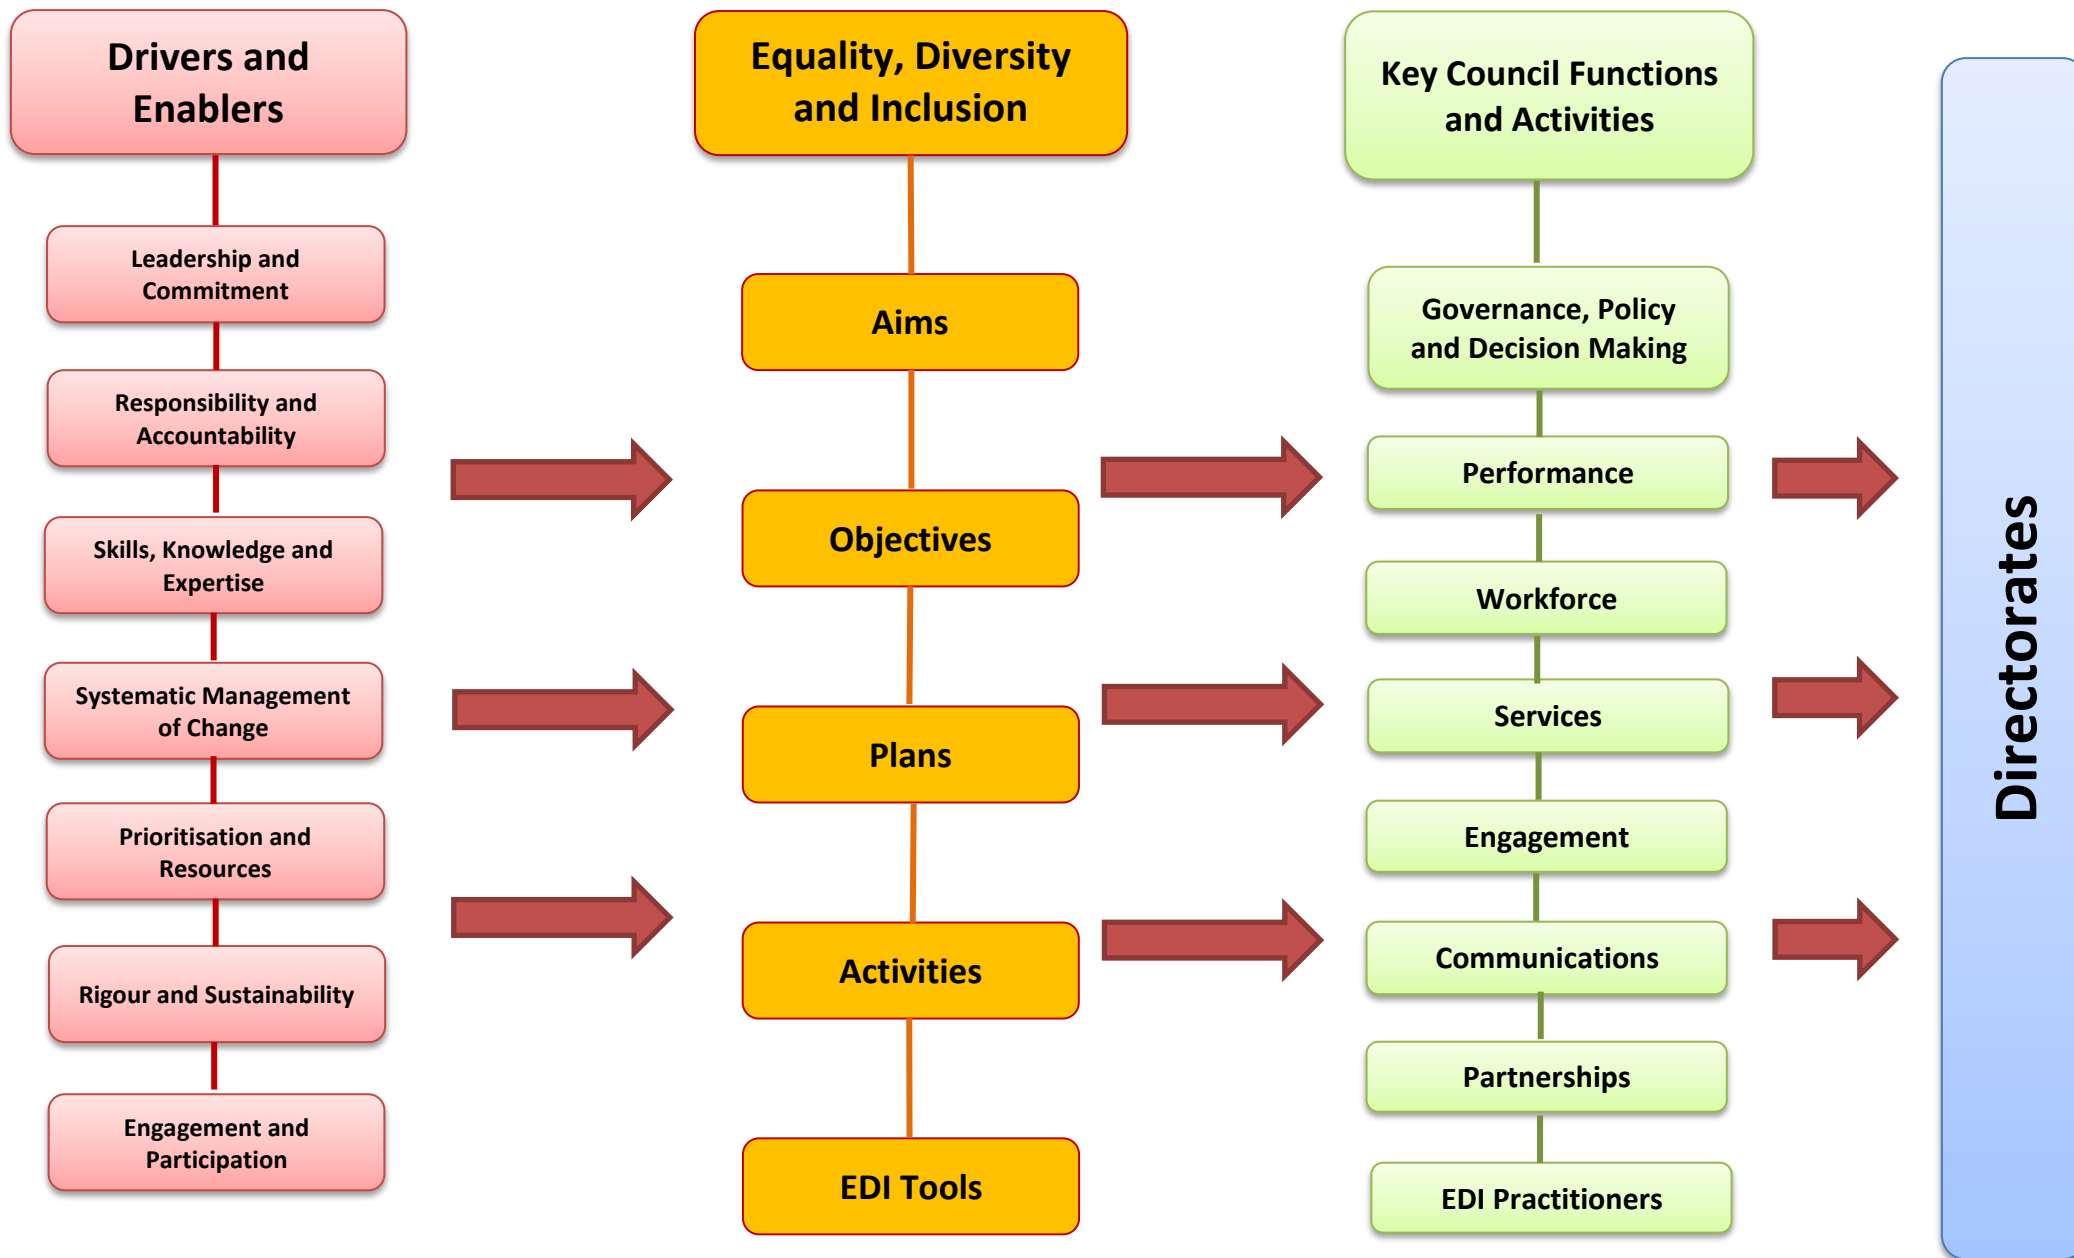 Drivers and
Enablers
Leadership and
Commitment
Responsibility and
Accountability
Skills, Knowledge and
Expertise
Systematic Management
of Change
Prioritisation and
Resources
Rigour and Sustainability
Engagement and
Participation
Equality, Diversity
and Inclusion
Aims
Objectives
Plans
Activities
EDI Tools
Key Council Functions
and Activities
Governance, Policy
and Decision Making
Performance
Workforce
Services
Engagement
Communications
Partnerships
EDI Practitioners
Directorates